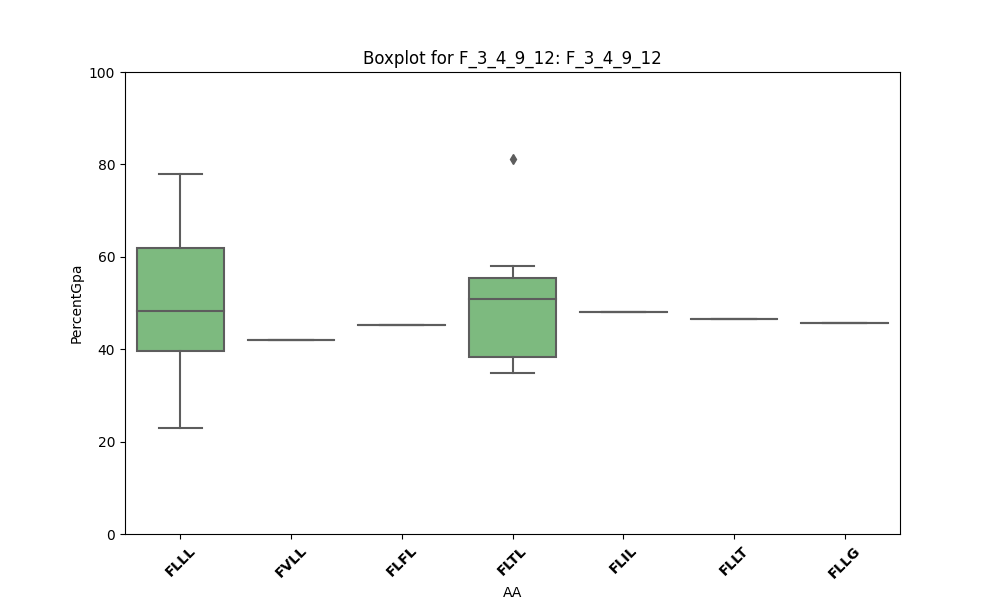 Boxplot for F_3_4_9_12: F_3_4_9_12
100
80
60
40
20
0
PercentGpa
FLLL
FVLL
FLFL
FLTL
FLIL
FLLT
FLLG
AA